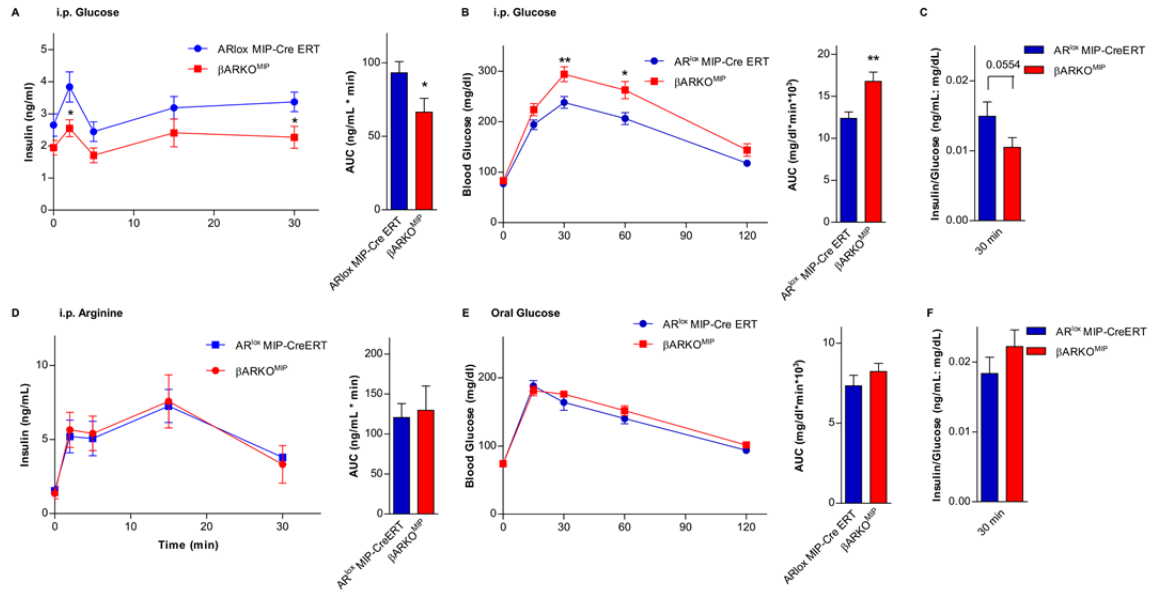 A i.p. Glucose
Insulin (ng/ml)
5
4
3
2
1
0
0 10 20 30
ARlox MIP-Cre ERT
βARKOMIP
*
*
AUC (ng/mL * min)
100
50
0
*
ARlox MIP-Cre ERT
βARKOMIP
B i.p. Glucose
Blood Glucose (mg/dl)
300
200
100
0
0 30 60 90 120
ARlox MIP-Cre ERT
βARKOMIP
**
*
AUC (mg/dl*min*10³)
20
15
10
5
0
**
ARlox MIP-Cre ERT
βARKOMIP
C
ARlox MIP-CreERT
βARKOMIP
Insulin/Glucose (ng/mL: mg/dL)
0.02
0.01
0.00
0.0554
30 min
D i.p. Arginine
Insulin (ng/mL)
10
5
0
0 10 20 30
Time (min)
ARlox MIP-CreERT
βARKOMIP
AUC (ng/mL * min)
200
150
100
50
0
ARlox MIP-CreERT
βARKOMIP
E Oral Glucose
Blood Glucose (mg/dl)
200
100
0
0 30 60 90 120
ARlox MIP-Cre ERT
βARKOMIP
AUC (mg/dl*min*10³)
10
5
0
ARlox MIP-Cre ERT
βARKOMIP
F
ARlox MIP-CreERT
βARKOMIP
Insulin/Glucose (ng/mL: mg/dL)
0.02
0.01
0.00
30 min